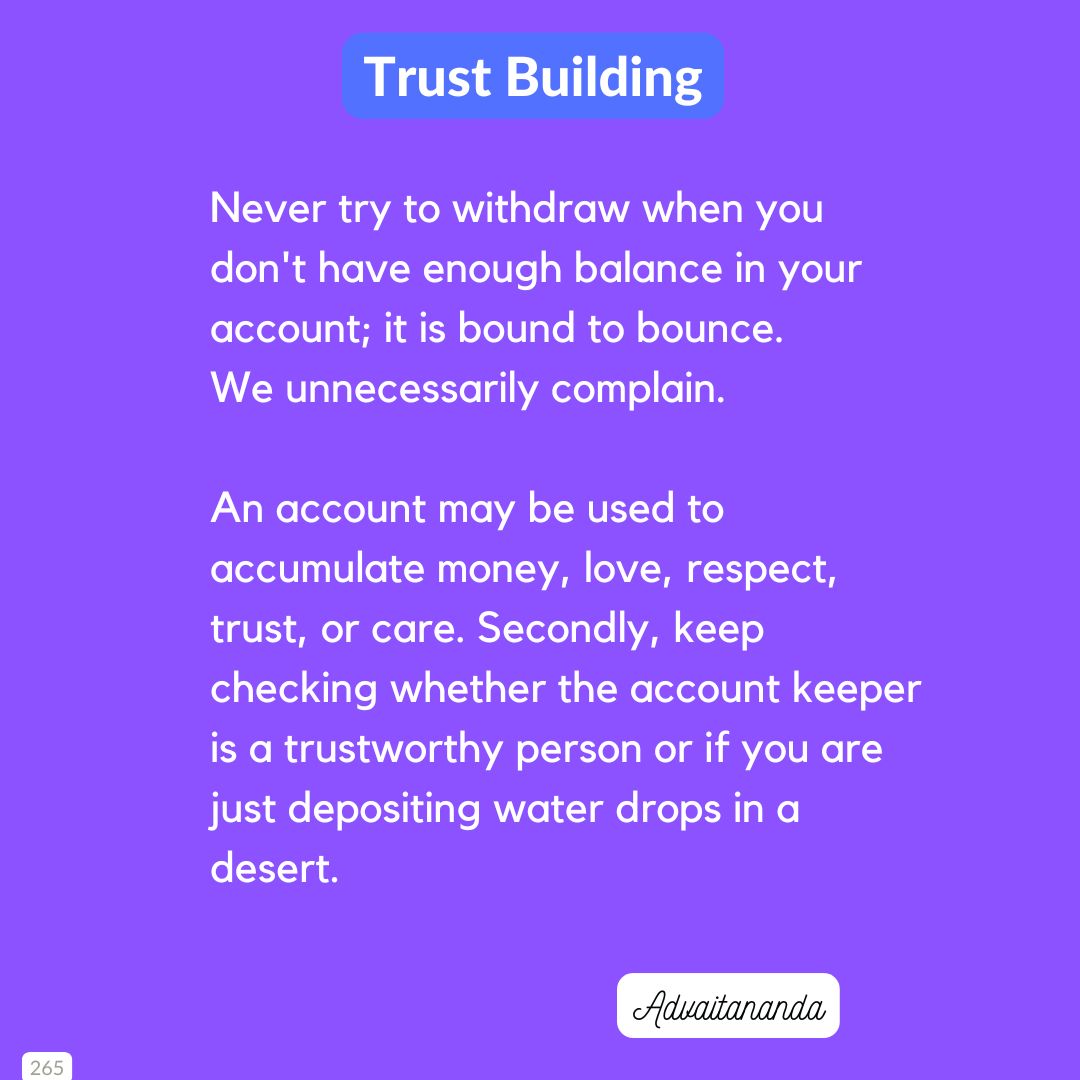 Trust Building
Never try to withdraw when you
don't have enough balance in your
account; it is bound to bounce.
We unnecessarily complain.
An account may be used to
accumulate money, love, respect,
trust, or care. Secondly, keep
checking whether the account keeper
is a trustworthy person or if you are
just depositing water drops in a
desert.
Advaitananda
265